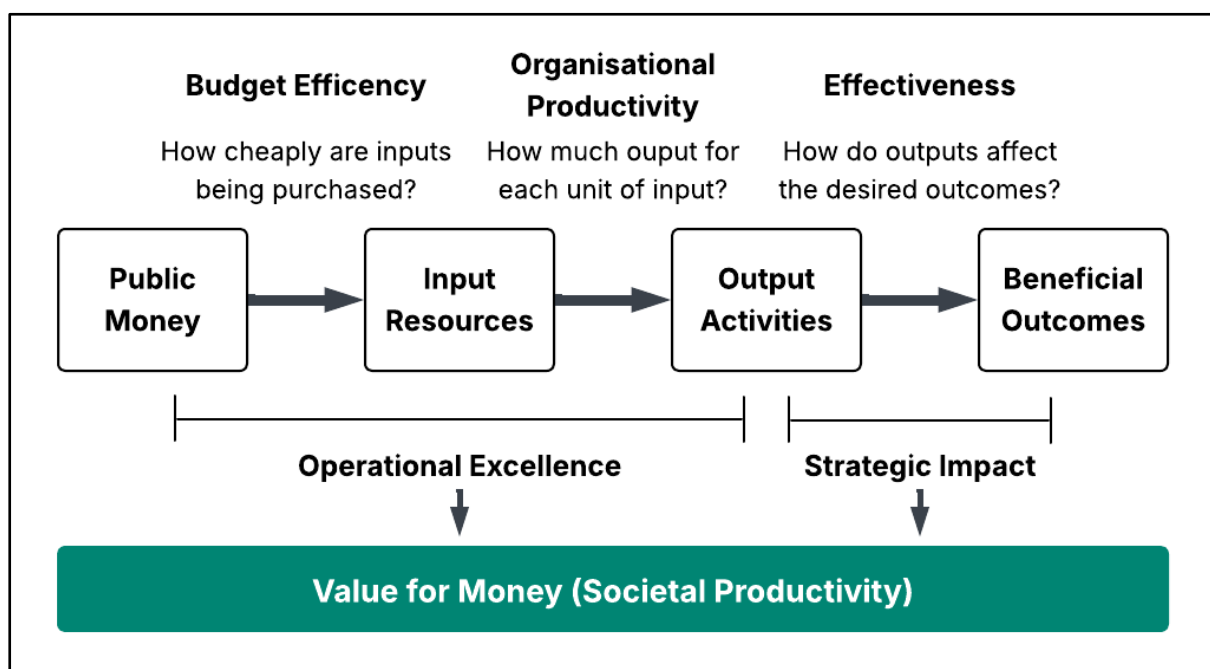 Budget Efficency
Organisational
Productivity
Effectiveness
How cheaply are inputs
being purchased?
How much ouput for
each unit of input?
How do outputs affect
the desired outcomes?
Public
Money
Input
Resources
Output
Activities
Beneficial
Outcomes
Operational Excellence
Strategic Impact
Value for Money (Societal Productivity)